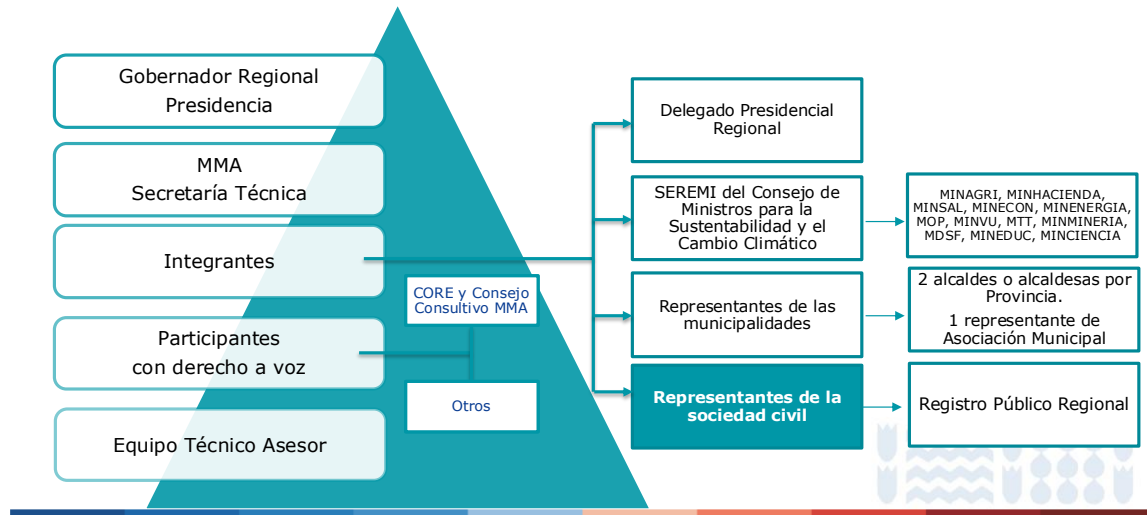 Gobernador Regional
Presidencia
MMA
Secretaría Técnica
Integrantes
Participantes
con derecho a voz
Equipo Técnico Asesor
CORE y Consejo
Consultivo MMA
Otros
Delegado Presidencial
Regional
SEREMI del Consejo de
Ministros para la
Sustentabilidad y el
Cambio Climático
MINAGRI, MINHACIENDA,
MINSAL, MINECON, MINENERGIA,
MOP, MINVU, MTT, MINMINERIA,
MDSF, MINEDUC, MINCIENCIA
Representantes de las
municipalidades
2 alcaldes o alcaldesas por
Provincia.
1 representante de
Asociación Municipal
Representantes de la
sociedad civil
Registro Público Regional